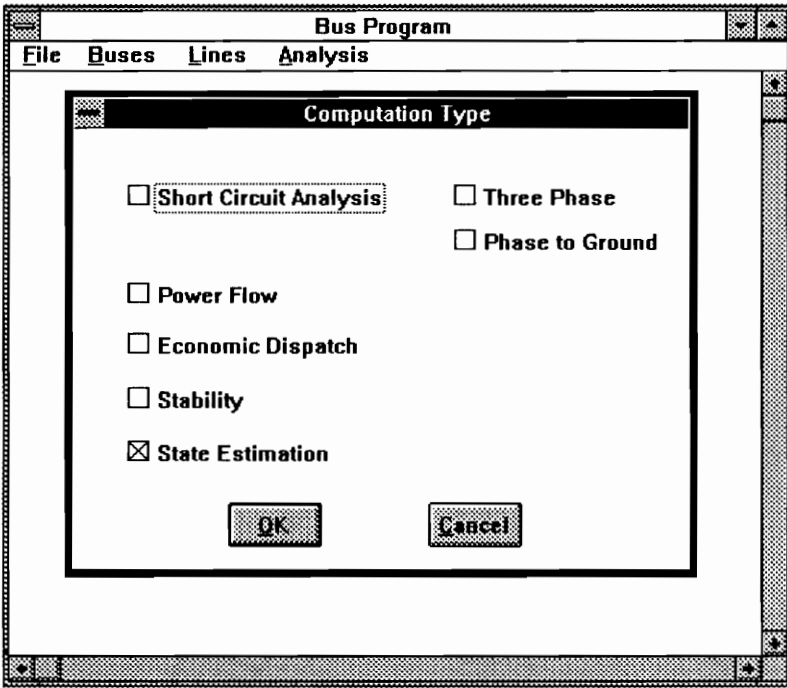 Bus Program
File Buses Lines Analysis
Computation Type
Short Circuit Analysis
Three Phase
Phase to Ground
Power Flow
Economic Dispatch
Stability
State Estimation
OK Cancel